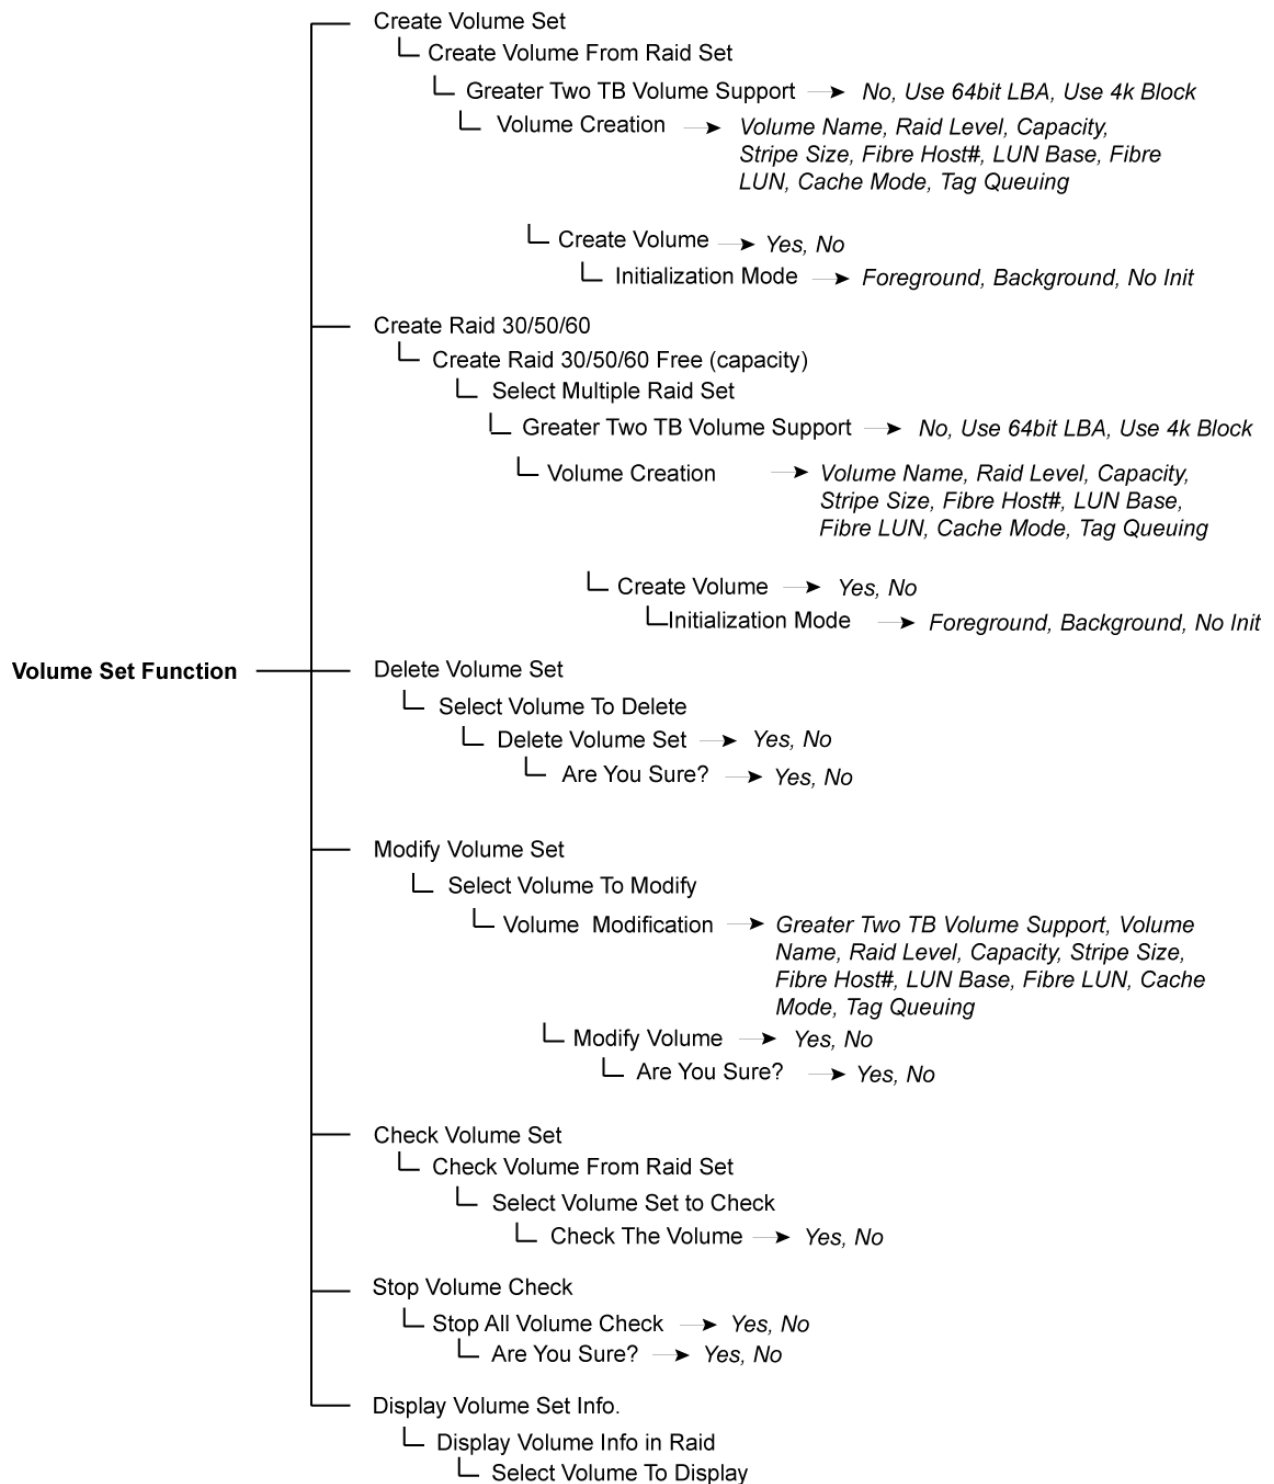 Create Volume Set
Create Volume From Raid Set
Greater Two TB Volume Support No, Use 64bit LBA, Use 4k Block
Volume Creation Volume Name, Raid Level, Capacity,
Stripe Size, Fibre Host#, LUN Base, Fibre
LUN, Cache Mode, Tag Queuing
Create Volume Yes, No
Initialization Mode Foreground, Background, No Init
Create Raid 30/50/60
Create Raid 30/50/60 Free (capacity)
Select Multiple Raid Set
Greater Two TB Volume Support No, Use 64bit LBA, Use 4k Block
Volume Creation Volume Name, Raid Level, Capacity,
Stripe Size, Fibre Host#, LUN Base,
Fibre LUN, Cache Mode, Tag Queuing
Create Volume Yes, No
Initialization Mode Foreground, Background, No Init
Volume Set Function
Delete Volume Set
Select Volume To Delete
Delete Volume Set Yes, No
Are You Sure? Yes, No
Modify Volume Set
Select Volume To Modify
Volume Modification Greater Two TB Volume Support, Volume
Name, Raid Level, Capacity, Stripe Size,
Fibre Host#, LUN Base, Fibre LUN, Cache
Mode, Tag Queuing
Modify Volume Yes, No
Are You Sure? Yes, No
Check Volume Set
Check Volume From Raid Set
Select Volume Set to Check
Check The Volume Yes, No
Stop Volume Check
Stop All Volume Check Yes, No
Are You Sure? Yes, No
Display Volume Set Info.
Display Volume Info in Raid
Select Volume To Display